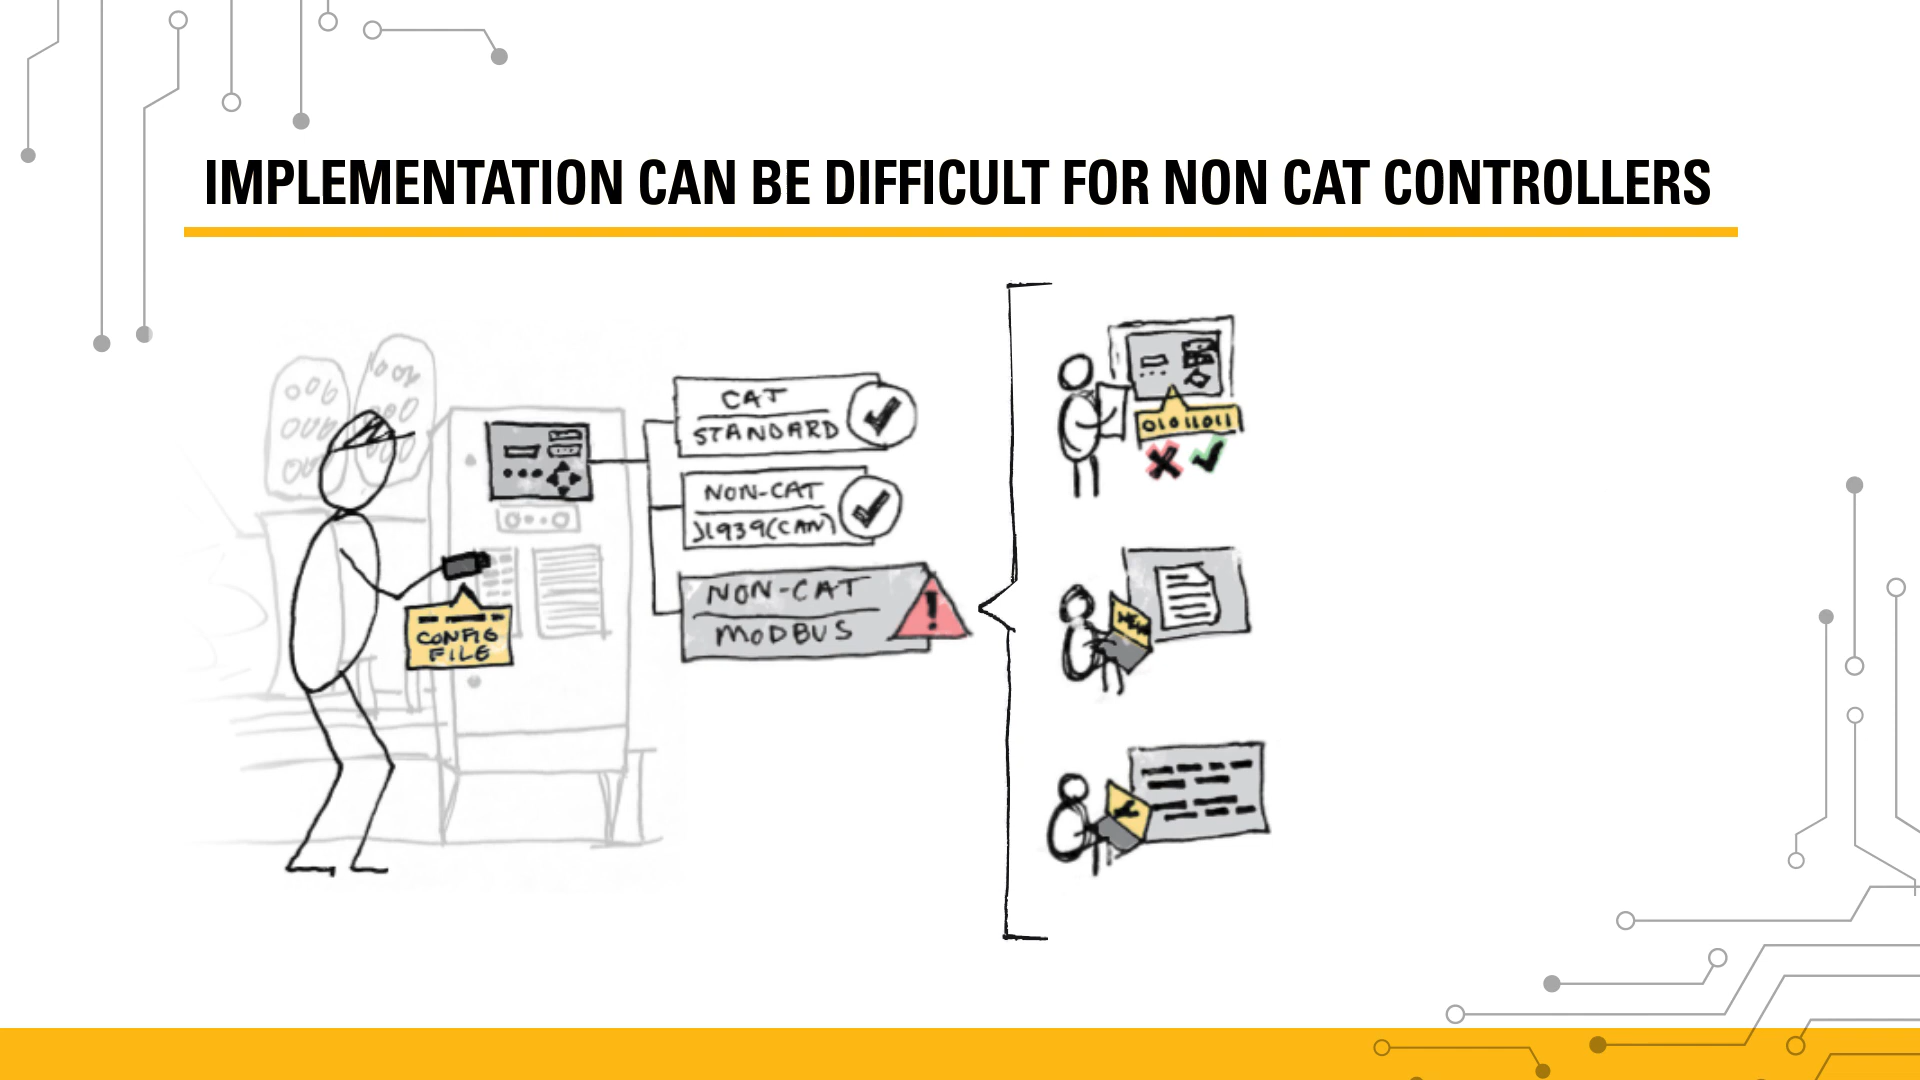 IMPLEMENTATION CAN BE DIFFICULT FOR NON CAT CONTROLLERS
CAT
STANDARD
NON-CAT
J1939(CAN)
NON-CAT
MODBUS
!
CONFIG
FILE
01011011
NEW